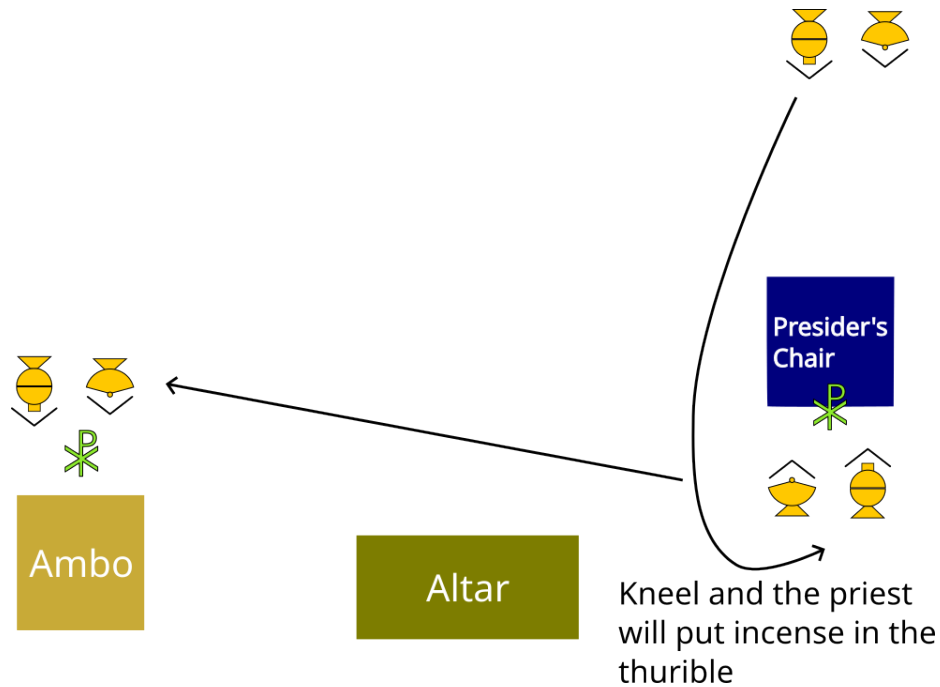 Presider's
Chair
Ambo
Altar
Kneel and the priest
will put incense in the
thurible